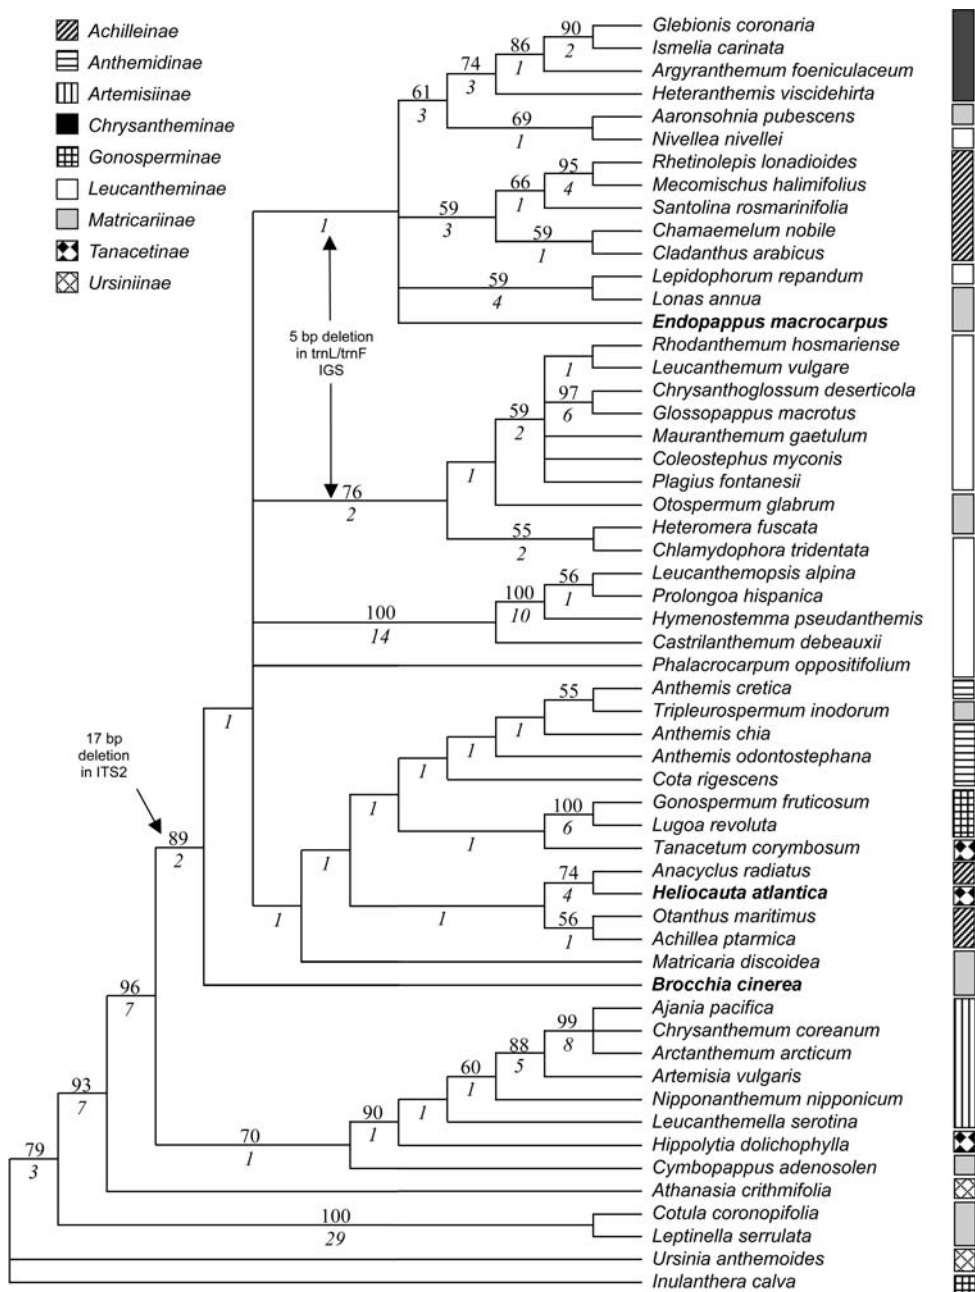 Achilleinae
Anthemidinae
Artemisiinae
Chrysantheminae
Gonosperminae
Leucantheminae
Matricariinae
Tanacetinae
Ursiniinae
90
2
86
1
74
3
61
3
69
1
95
4
66
1
59
3
59
1
1
59
4
5 bp deletion
in trnL/trnF
IGS
1
97
6
59
2
1
76
2
55
2
56
1
100
10
100
14
1
55
1
1
1
1
100
6
1
1
74
4
1
56
1
1
17 bp
deletion
in ITS2
89
2
99
8
88
5
60
1
1
90
1
70
1
96
7
93
7
79
3
100
29
Glebionis coronaria
Ismelia carinata
Argyranthemum foeniculaceum
Heteranthemis viscidehirta
Aaronsohnia pubescens
Nivellea nivellei
Rhetinolepis lonadioides
Mecomischus halimifolius
Santolina rosmarinifolia
Chamaemelum nobile
Cladanthus arabicus
Lepidophorum repandum
Lonas annua
Endopappus macrocarpus
Rhodanthemum hosmariense
Leucanthemum vulgare
Chrysanthoglossum deserticola
Glossopappus macrotus
Mauranthemum gaetulum
Coleostephus myconis
Plagius fontanesii
Otospermum glabrum
Heteromera fuscata
Chlamydophora tridentata
Leucanthemopsis alpina
Prolongoa hispanica
Hymenostemma pseudanthemis
Castrilanthemum debeauxii
Phalacrocarpum oppositifolium
Anthemis cretica
Tripleurospermum inodorum
Anthemis chia
Anthemis odontostephana
Cota rigescens
Gonospermum fruticosum
Lugoa revoluta
Tanacetum corymbosum
Anacyclus radiatus
Heliocauta atlantica
Otanthus maritimus
Achillea ptarmica
Matricaria discoidea
Brocchia cinerea
Ajania pacifica
Chrysanthemum coreanum
Arctanthemum arcticum
Artemisia vulgaris
Nipponanthemum nipponicum
Leucanthemella serotina
Hippolytia dolichophylla
Cymbopappus adenosolen
Athanasia crithmifolia
Cotula coronopifolia
Leptinella serrulata
Ursinia anthemoides
Inulanthera calva